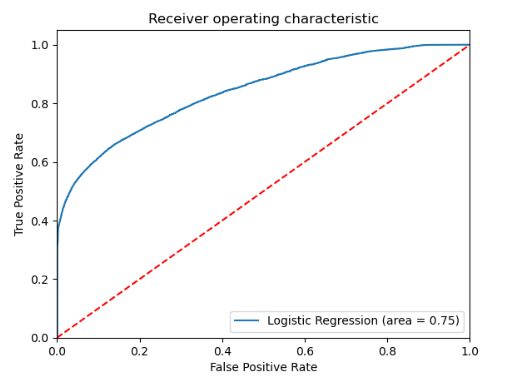 Receiver operating characteristic
True Positive Rate
1.0
0.8
0.6
0.4
0.2
0.0
Logistic Regression (area = 0.75)
0.0 0.2 0.4 0.6 0.8 1.0
False Positive Rate